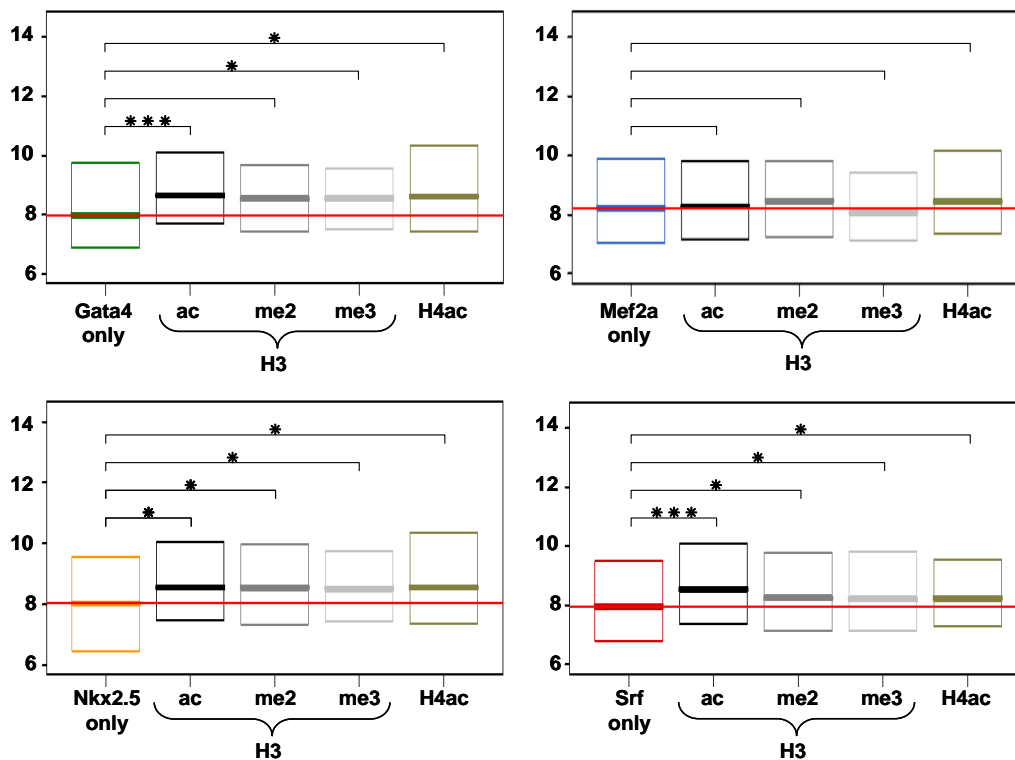 14
12
10
8
6
*
*
* * *
Gata4 only
ac
me2
me3
H4ac
H3
14
12
10
8
6
Mef2a only
ac
me2
me3
H4ac
H3
14
12
10
8
6
*
*
*
*
Nkx2.5 only
ac
me2
me3
H4ac
H3
14
12
10
8
6
*
*
*
* * *
Srf only
ac
me2
me3
H4ac
H3